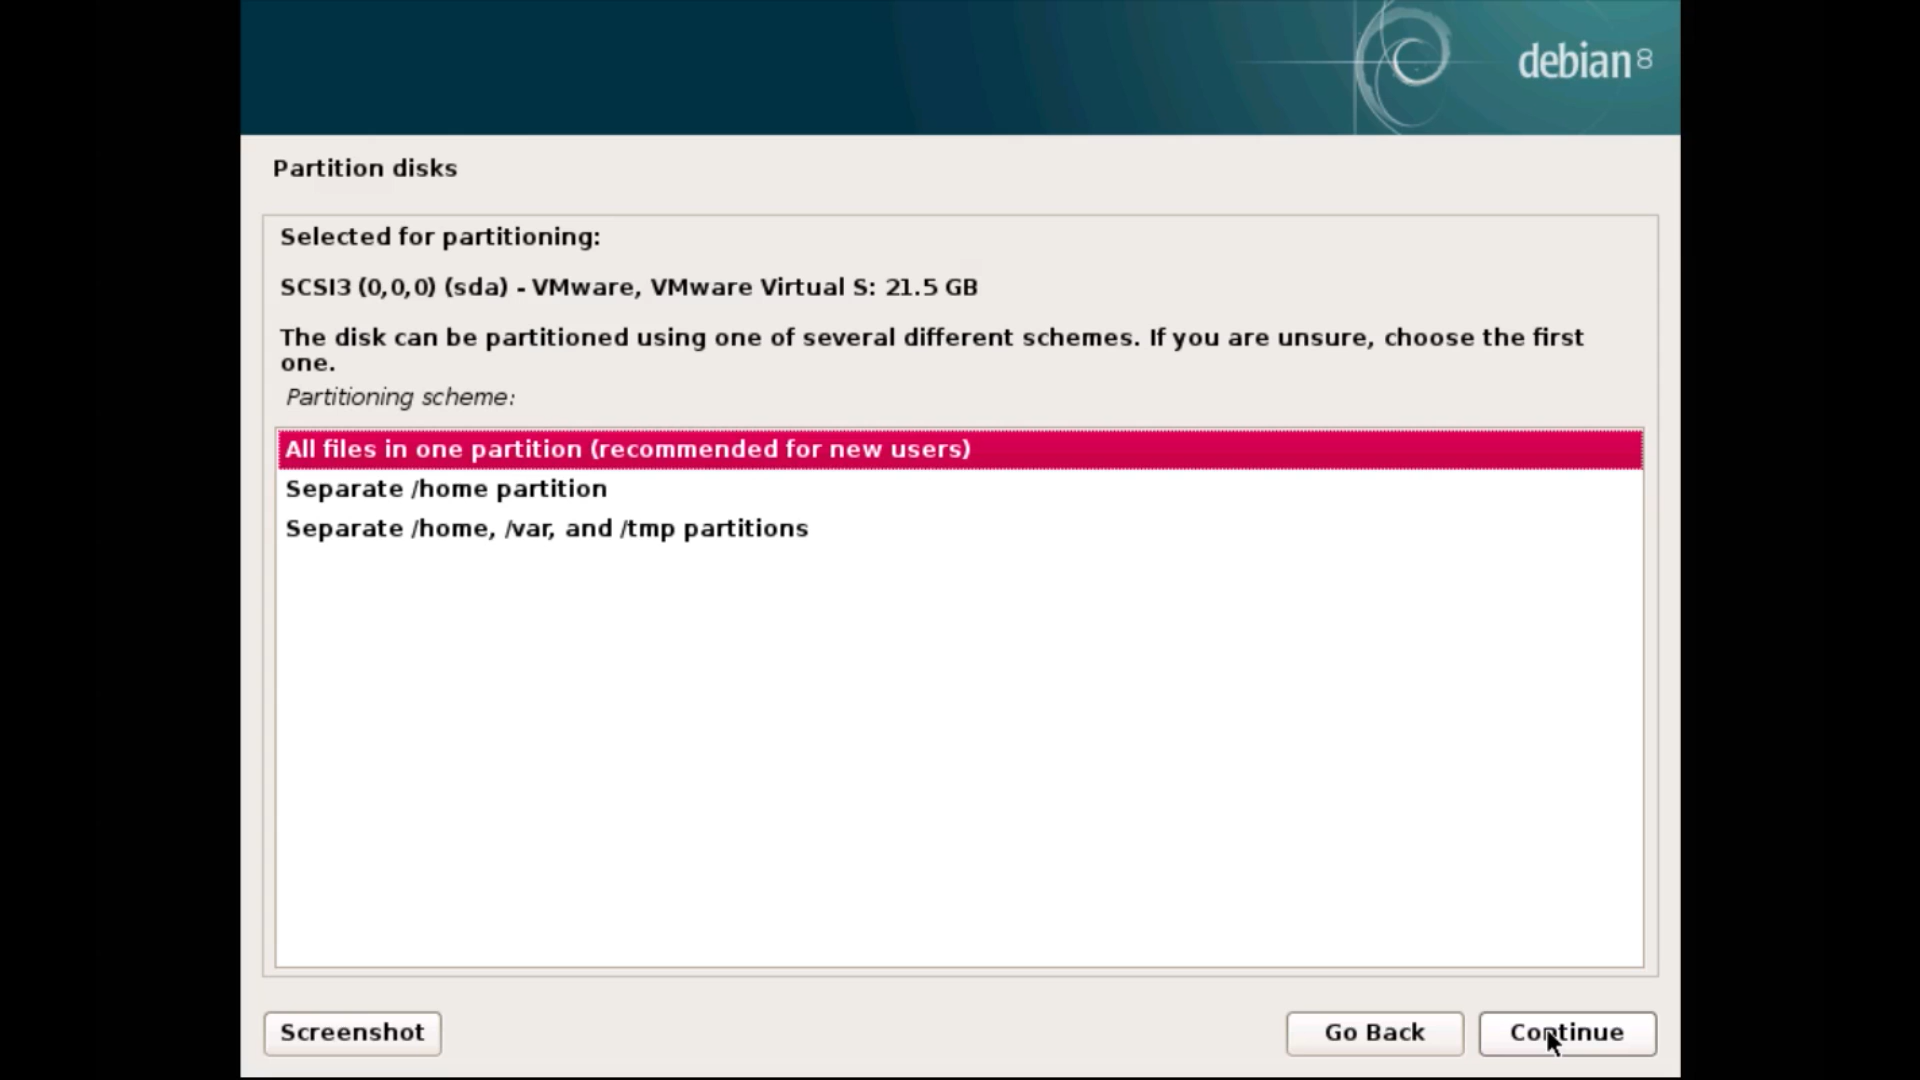 debian 8
Partition disks
Selected for partitioning:
SCSI3 (0,0,0) (sda) - VMware, VMware Virtual S: 21.5 GB
The disk can be partitioned using one of several different schemes. If you are unsure, choose the first
one.
Partitioning scheme:
All files in one partition (recommended for new users)
Separate /home partition
Separate /home, /var, and /tmp partitions
Screenshot
Go Back
Continue